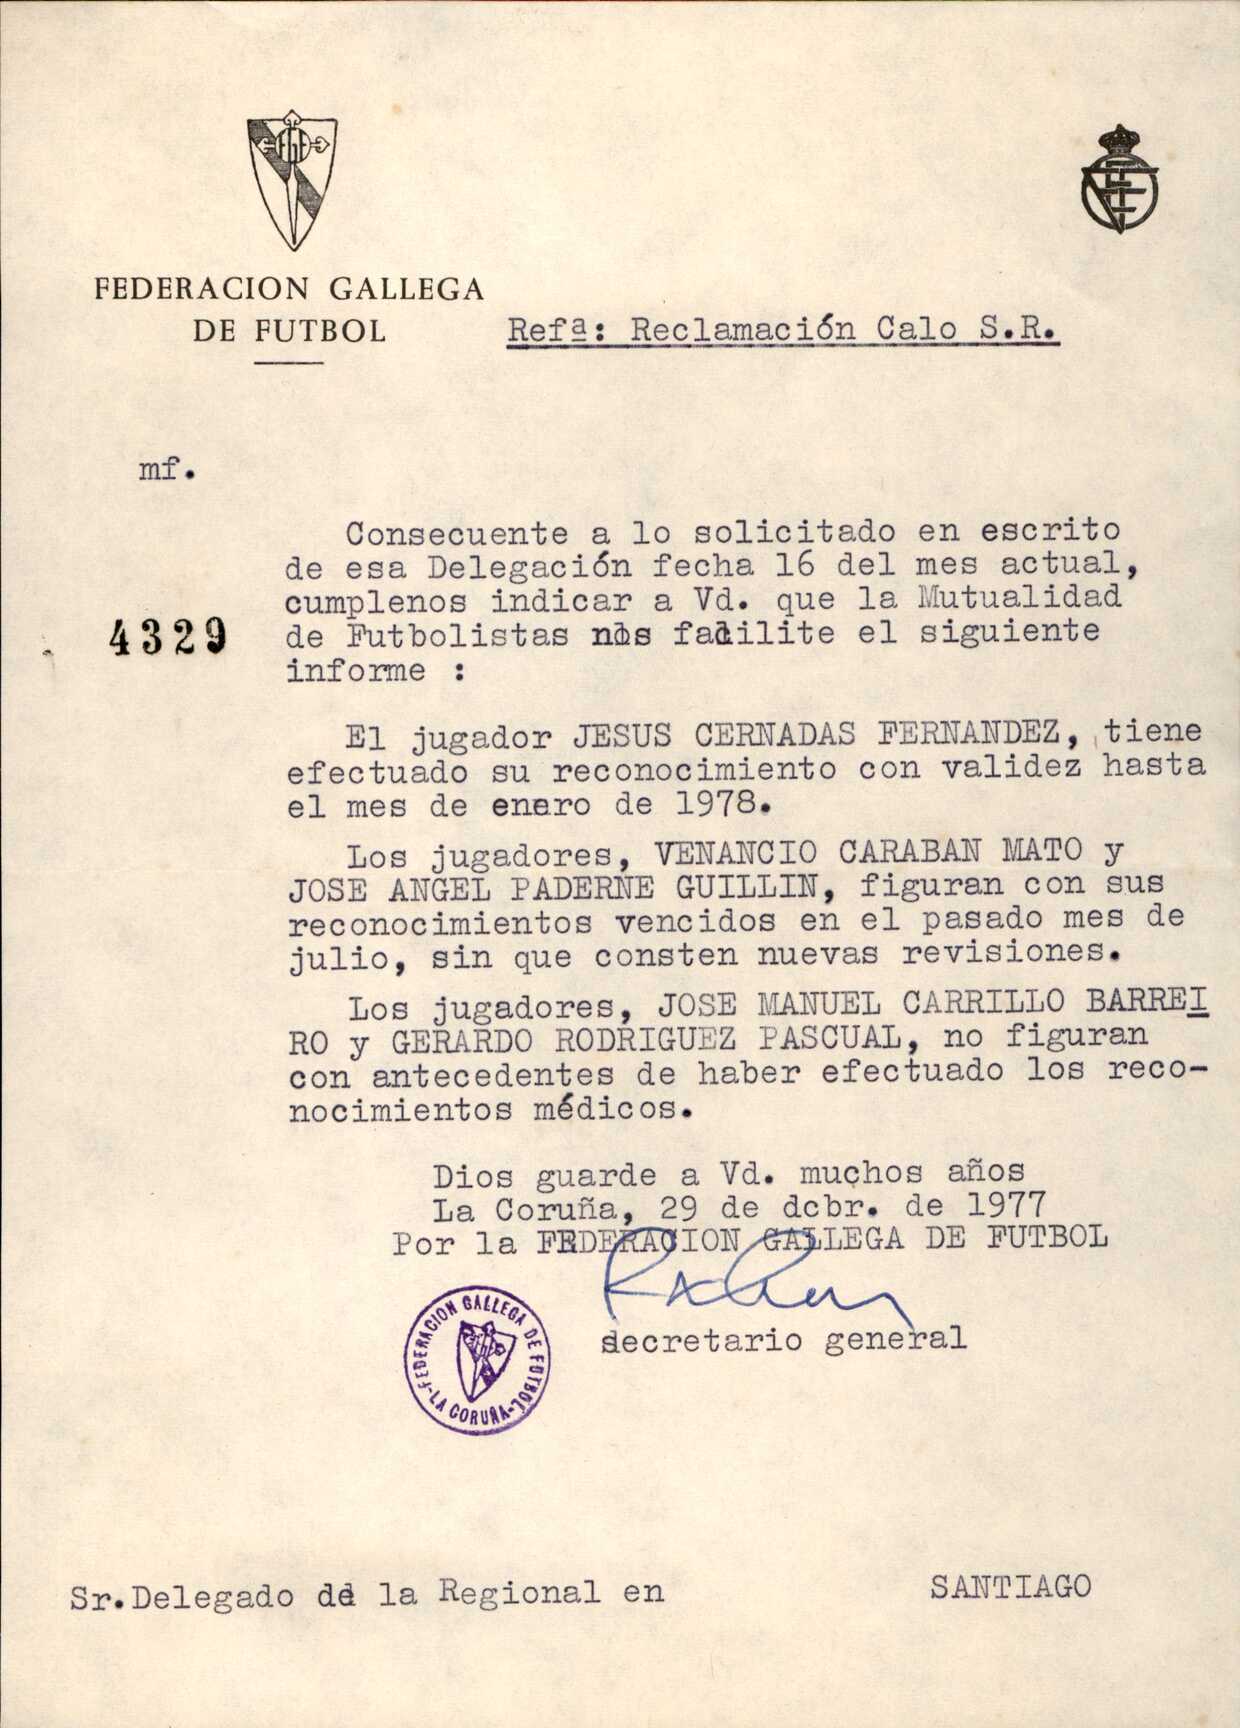 FEDERACION GALLEGA
DE FUTBOL
Refª: Reclamación Calo S.R.
mf.
4329
Consecuente a lo solicitado en escrito
de esa Delegación fecha 16 del mes actual,
cumplenos indicar a Vd. que la Mutualidad
de Futbolistas nos facilite el siguiente
informe :
El jugador JESUS CERNADAS FERNANDEZ, tiene
efectuado su reconocimiento con validez hasta
el mes de enero de 1978.
Los jugadores, VENANCIO CARABAN MATO y
JOSE ANGEL PADERNE GUILLIN, figuran con sus
reconocimientos vencidos en el pasado mes de
julio, sin que consten nuevas revisiones.
Los jugadores, JOSE MANUEL CARRILLO BARREI
RO y GERARDO RODRIGUEZ PASCUAL, no figuran
con antecedentes de haber efectuado los reco-
nocimientos médicos.
Dios guarde a Vd. muchos años
La Coruña, 29 de dcbr. de 1977
Por la FEDERACION GALLEGA DE FUTBOL
secretario general
FEDERACION GALLEGA DE FUTBOL
-LA CORUÑA-
Sr.Delegado de la Regional en SANTIAGO